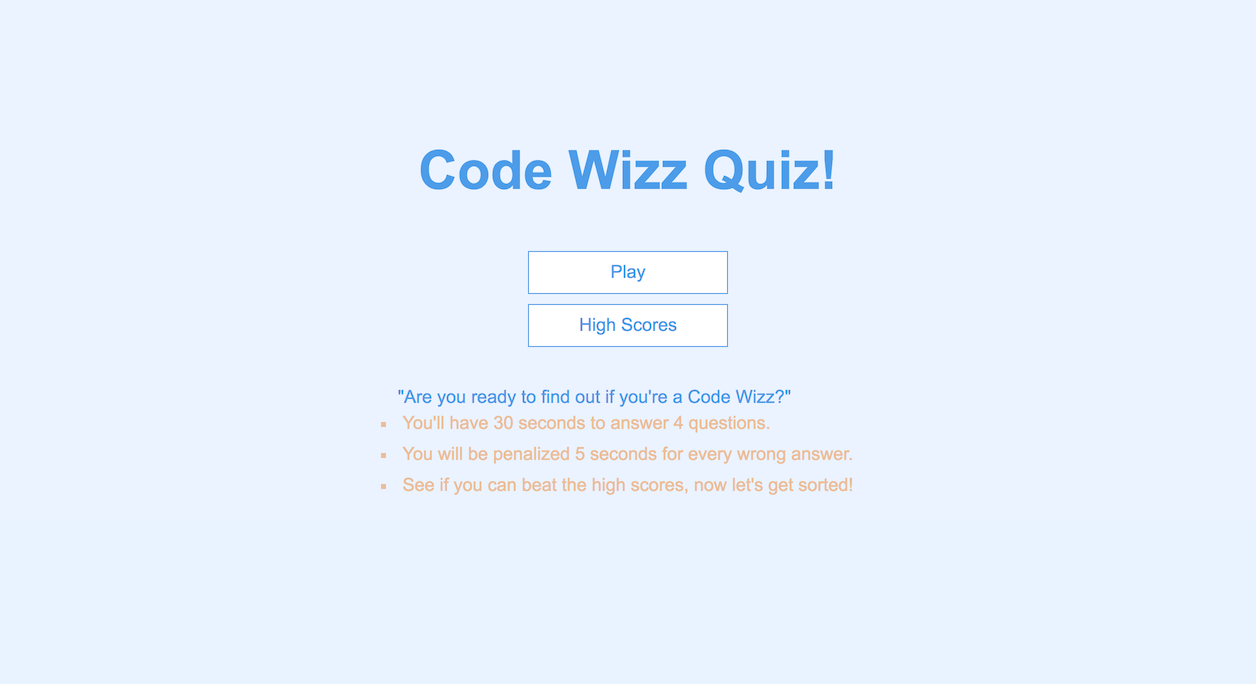 Code Wizz Quiz!
Play
High Scores
"Are you ready to find out if you're a Code Wizz?"
You'll have 30 seconds to answer 4 questions.
You will be penalized 5 seconds for every wrong answer.
See if you can beat the high scores, now let's get sorted!